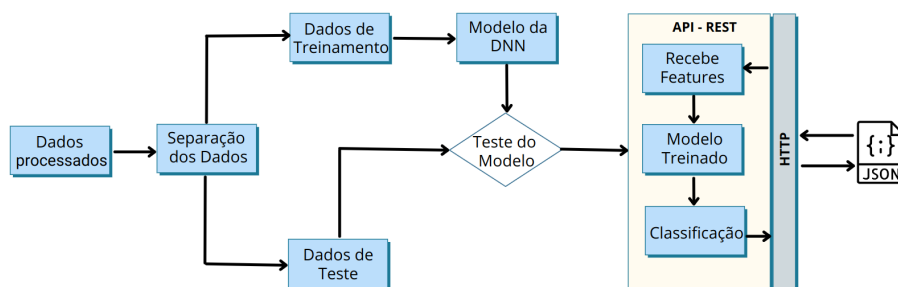 Dados
processados
Separação
dos Dados
Dados de
Treinamento
Modelo da
DNN
Dados de
Teste
Teste do
Modelo
API - REST
Recebe
Features
Modelo
Treinado
Classificação
HTTP
{;}
JSON